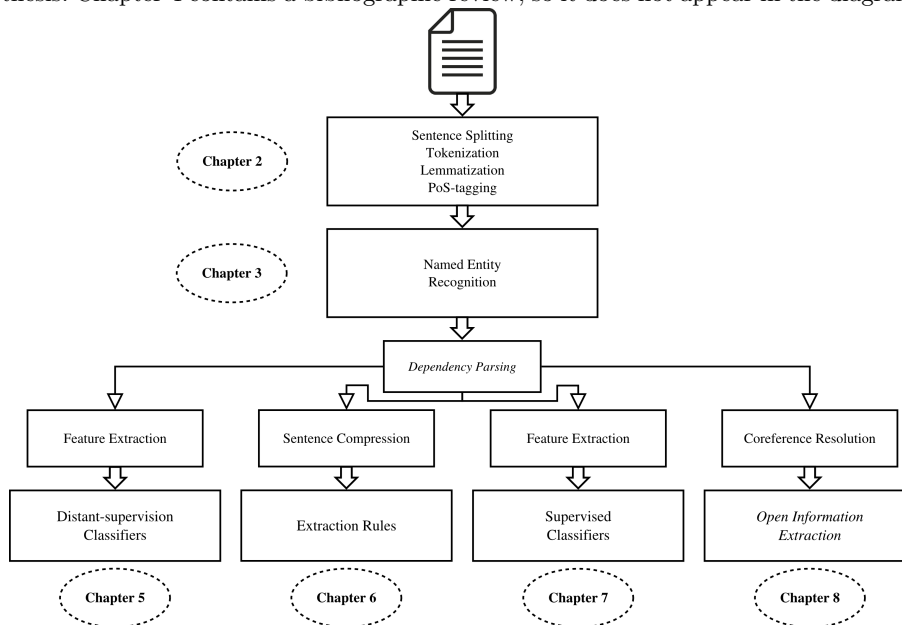 thesis. Chapter 4 contains a bibliographic review, so it does not appear in the diagram
Sentence Splitting
Tokenization
Lemmatization
PoS-tagging
Chapter 2
Named Entity
Recognition
Chapter 3
Dependency Parsing
Feature Extraction
Sentence Compression
Feature Extraction
Coreference Resolution
Distant-supervision
Classifiers
Extraction Rules
Supervised
Classifiers
Open Information
Extraction
Chapter 5
Chapter 6
Chapter 7
Chapter 8